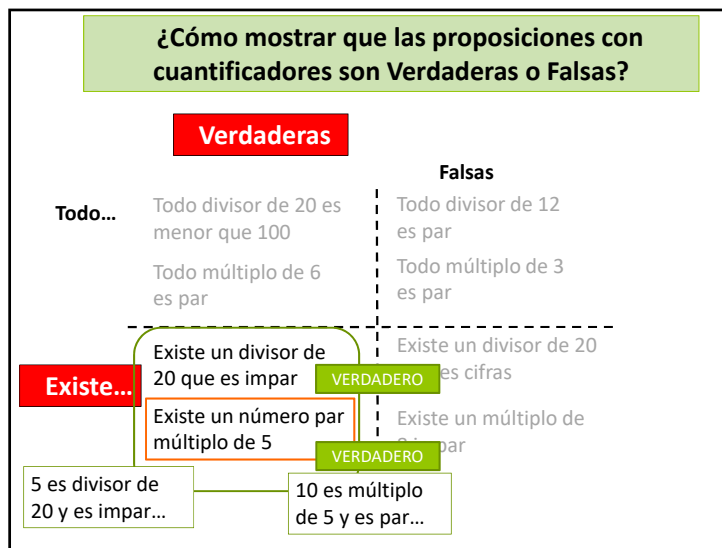 ¿Cómo mostrar que las proposiciones con
cuantificadores son Verdaderas o Falsas?
Verdaderas
Falsas
Todo...
Todo divisor de 20 es
menor que 100
Todo múltiplo de 6
es par
Todo divisor de 12
es par
Todo múltiplo de 3
es par
Existe...
Existe un divisor de
20 que es impar
VERDADERO
Existe un número par
múltiplo de 5
VERDADERO
Existe un divisor de 20
es cifras
Existe un múltiplo de
par
5 es divisor de
20 y es impar...
10 es múltiplo
de 5 y es par...